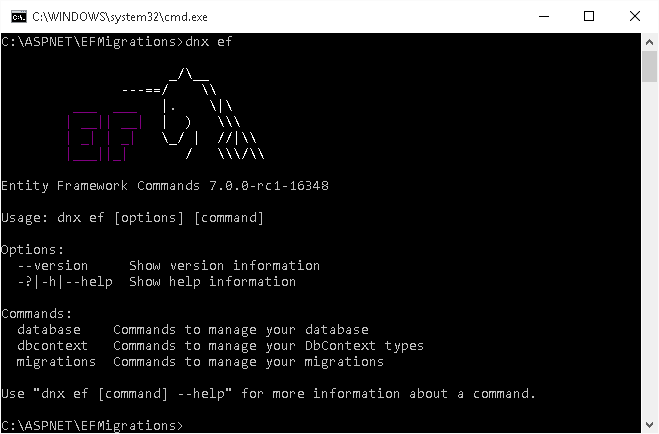 C:\WINDOWS\system32\cmd.exe
C:\ASPNET\EFMigrations>dnx ef
EF
Entity Framework Commands 7.0.0-rc1-16348
Usage: dnx ef [options] [command]
Options:
--version Show version information
-?|-h|--help Show help information
Commands:
database Commands to manage your database
dbcontext Commands to manage your DbContext types
migrations Commands to manage your migrations
Use "dnx ef [command] --help" for more information about a command.
C:\ASPNET\EFMigrations>